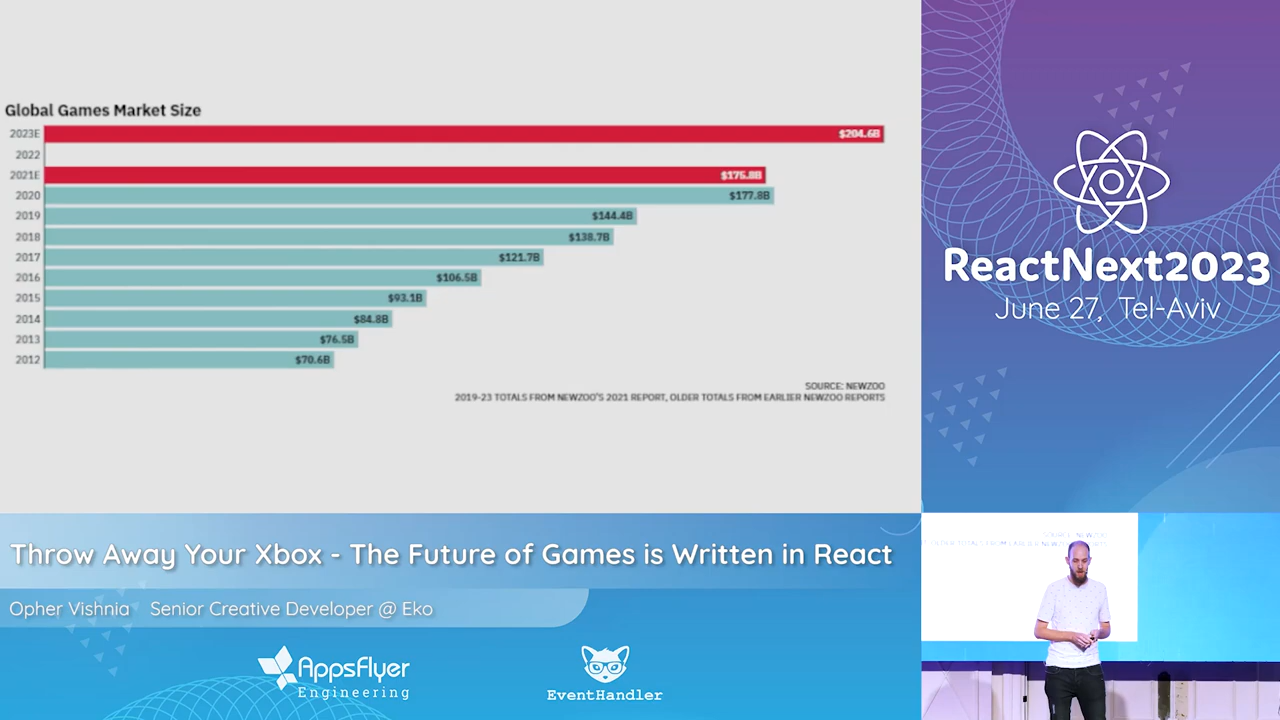 Global Games Market Size
2023E $204.6B
2022
2021E $175.8B
2020 $177.8B
2019 $144.4B
2018 $138.7B
2017 $121.7B
2016 $106.5B
2015 $93.1B
2014 $84.8B
2013 $76.5B
2012 $70.6B
SOURCE: NEWZOO
2019-23 TOTALS FROM NEWZOO'S 2021 REPORT, OLDER TOTALS FROM EARLIER NEWZOO REPORTS
ReactNext2023
June 27, Tel-Aviv
Throw Away Your Xbox - The Future of Games is Written in React
Opher Vishnia Senior Creative Developer @ Eko
AppsFlyer
Engineering
EventHandler